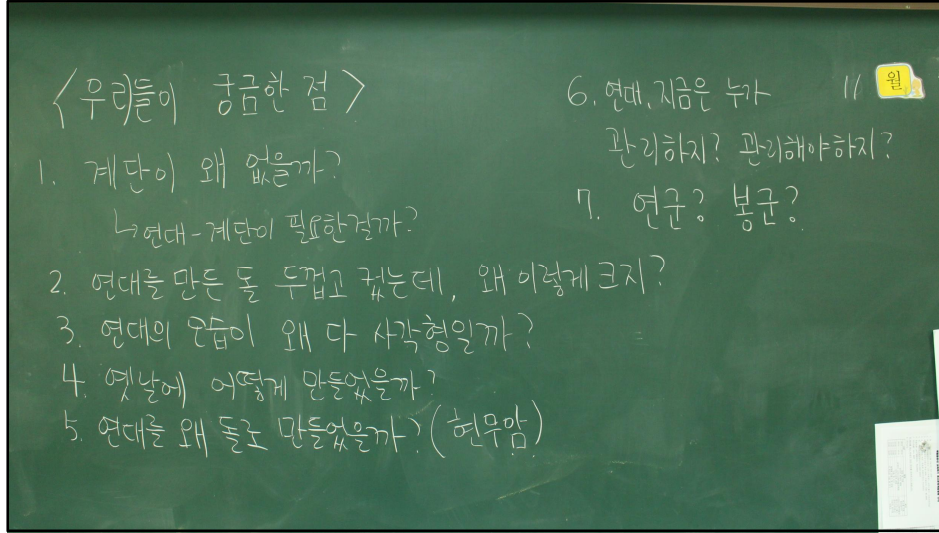 <우리들이 궁금한 점>
1. 계단이 왜 없을까?
↳연대-계단이 필요한걸까?
2. 연대를 만든 돌 두껍고 컸는데, 왜 이렇게 크지?
3. 연대의 모습이 왜 다 사각형일까?
4. 옛날에 어떻게 만들었을까?
5. 연대를 왜 돌로 만들었을까? (현무암)
6. 연대, 지금은 누가
관리하지? 관리해야하지?
7. 연군? 봉군?
11 월